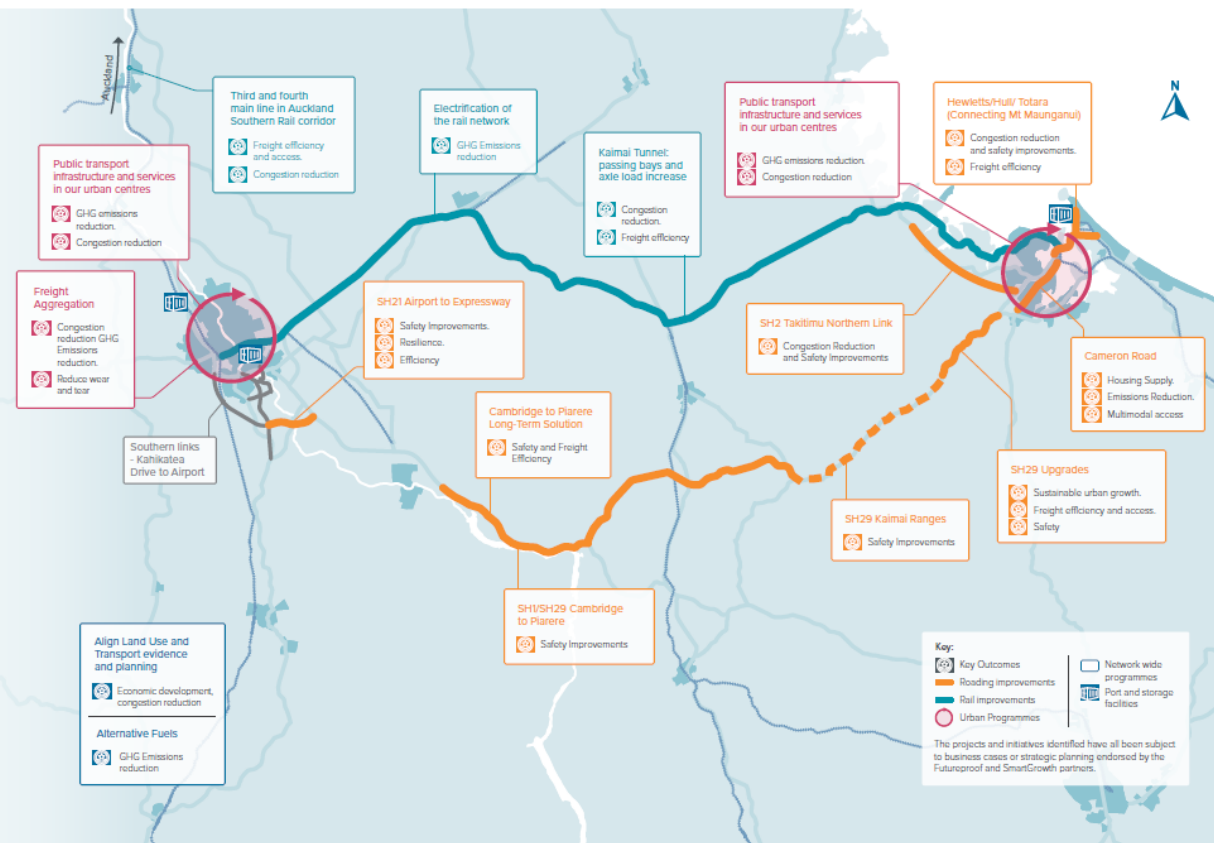 Auckland
Third and fourth
main line in Auckland
Southern Rail corridor
Freight efficiency
and access.
Congestion reduction
Electrification of
the rail network
GHG Emissions
reduction
Kaimai Tunnel:
passing bays and
axle load increase
Congestion
reduction.
Freight efficiency
Public transport
infrastructure and services
in our urban centres
GHG emissions reduction.
Congestion reduction
Hewletts/Hull/ Totara
(Connecting Mt Maunganui)
Congestion reduction
and safety improvements.
Freight efficiency
N
Public transport
infrastructure and services
in our urban centres
GHG emissions
reduction.
Congestion reduction
Freight
Aggregation
Congestion
reduction GHG
Emissions
reduction.
Reduce wear
and tear
SH21 Airport to Expressway
Safety Improvements.
Resilience.
Efficiency
SH2 Takitimu Northern Link
Congestion Reduction
and Safety Improvements
Cameron Road
Housing Supply.
Emissions Reduction.
Multimodal access
Southern links
- Kahikatea
Drive to Airport
Cambridge to Piarere
Long-Term Solution
Safety and Freight
Efficiency
SH29 Upgrades
Sustainable urban growth.
Freight efficiency and access.
Safety
SH29 Kaimai Ranges
Safety Improvements
SH1/SH29 Cambridge
to Piarere
Safety Improvements
Align Land Use and
Transport evidence
and planning
Economic development,
congestion reduction
Alternative Fuels
GHG Emissions
reduction
Key:
Key Outcomes
Roading improvements
Rail improvements
Urban Programmes
Network wide
programmes
Port and storage
facilities
The projects and initiatives identified have all been subject
to business cases or strategic planning endorsed by the
Futureproof and SmartGrowth partners.